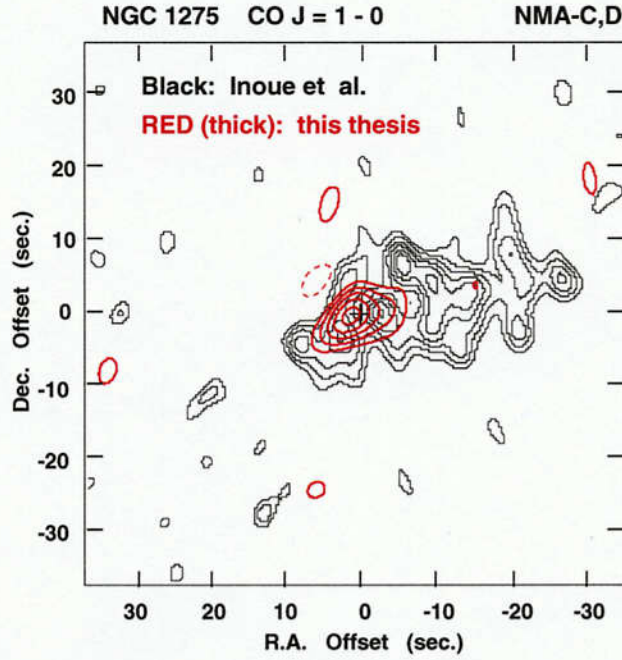 NGC 1275 CO J = 1 - 0 NMA-C,D
Black: Inoue et al.
RED (thick): this thesis
30
20
10
0
-10
-20
-30
Dec. Offset (sec.)
30 20 10 0 -10 -20 -30
R.A. Offset (sec.)